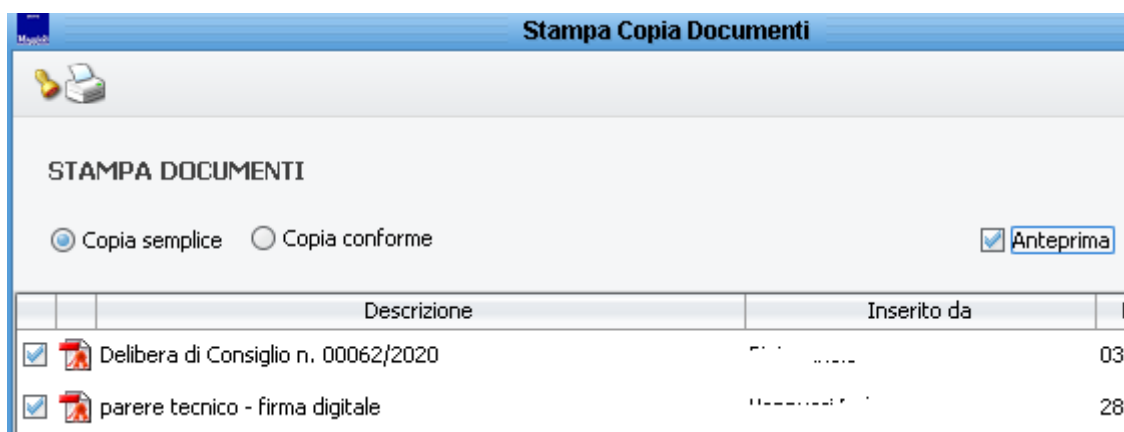 Maggioli
Stampa Copia Documenti
STAMPA DOCUMENTI
Copia semplice Copia conforme Anteprima
Descrizione Inserito da
Delibera di Consiglio n. 00062/2020 03
parere tecnico - firma digitale 28